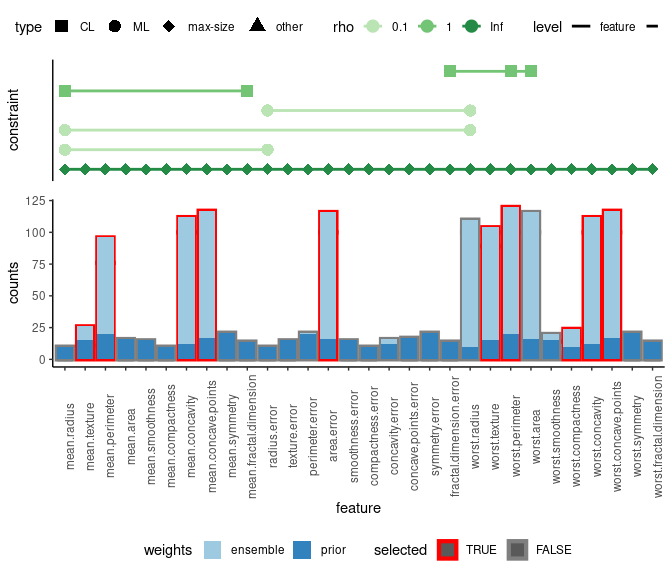 type CL ML max-size other rho 0.1 1 Inf level feature
constraint
counts
125
100
75
50
25
0
mean.radius
mean.texture
mean.perimeter
mean.area
mean.smoothness
mean.compactness
mean.concavity
mean.concave.points
mean.symmetry
mean.fractal.dimension
radius.error
texture.error
perimeter.error
area.error
smoothness.error
compactness.error
concavity.error
concave.points.error
symmetry.error
fractal.dimension.error
worst.radius
worst.texture
worst.perimeter
worst.area
worst.smoothness
worst.compactness
worst.concavity
worst.concave.points
worst.symmetry
worst.fractal.dimension
feature
weights ensemble prior selected TRUE FALSE